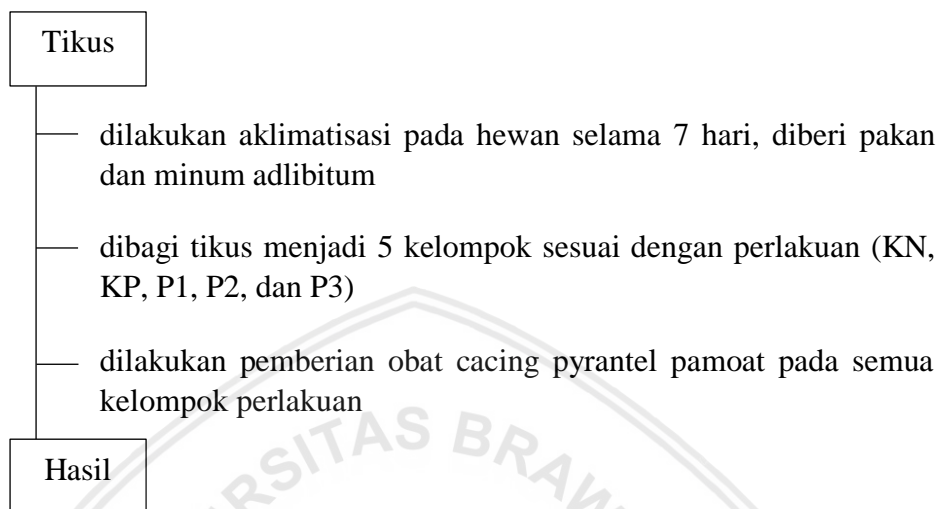 Tikus
dilakukan aklimatisasi pada hewan selama 7 hari, diberi pakan
dan minum adlibitum
dibagi tikus menjadi 5 kelompok sesuai dengan perlakuan (KN,
KP, P1, P2, dan P3)
dilakukan pemberian obat cacing pyrantel pamoat pada semua
kelompok perlakuan
RSITAS BRAW
Hasil